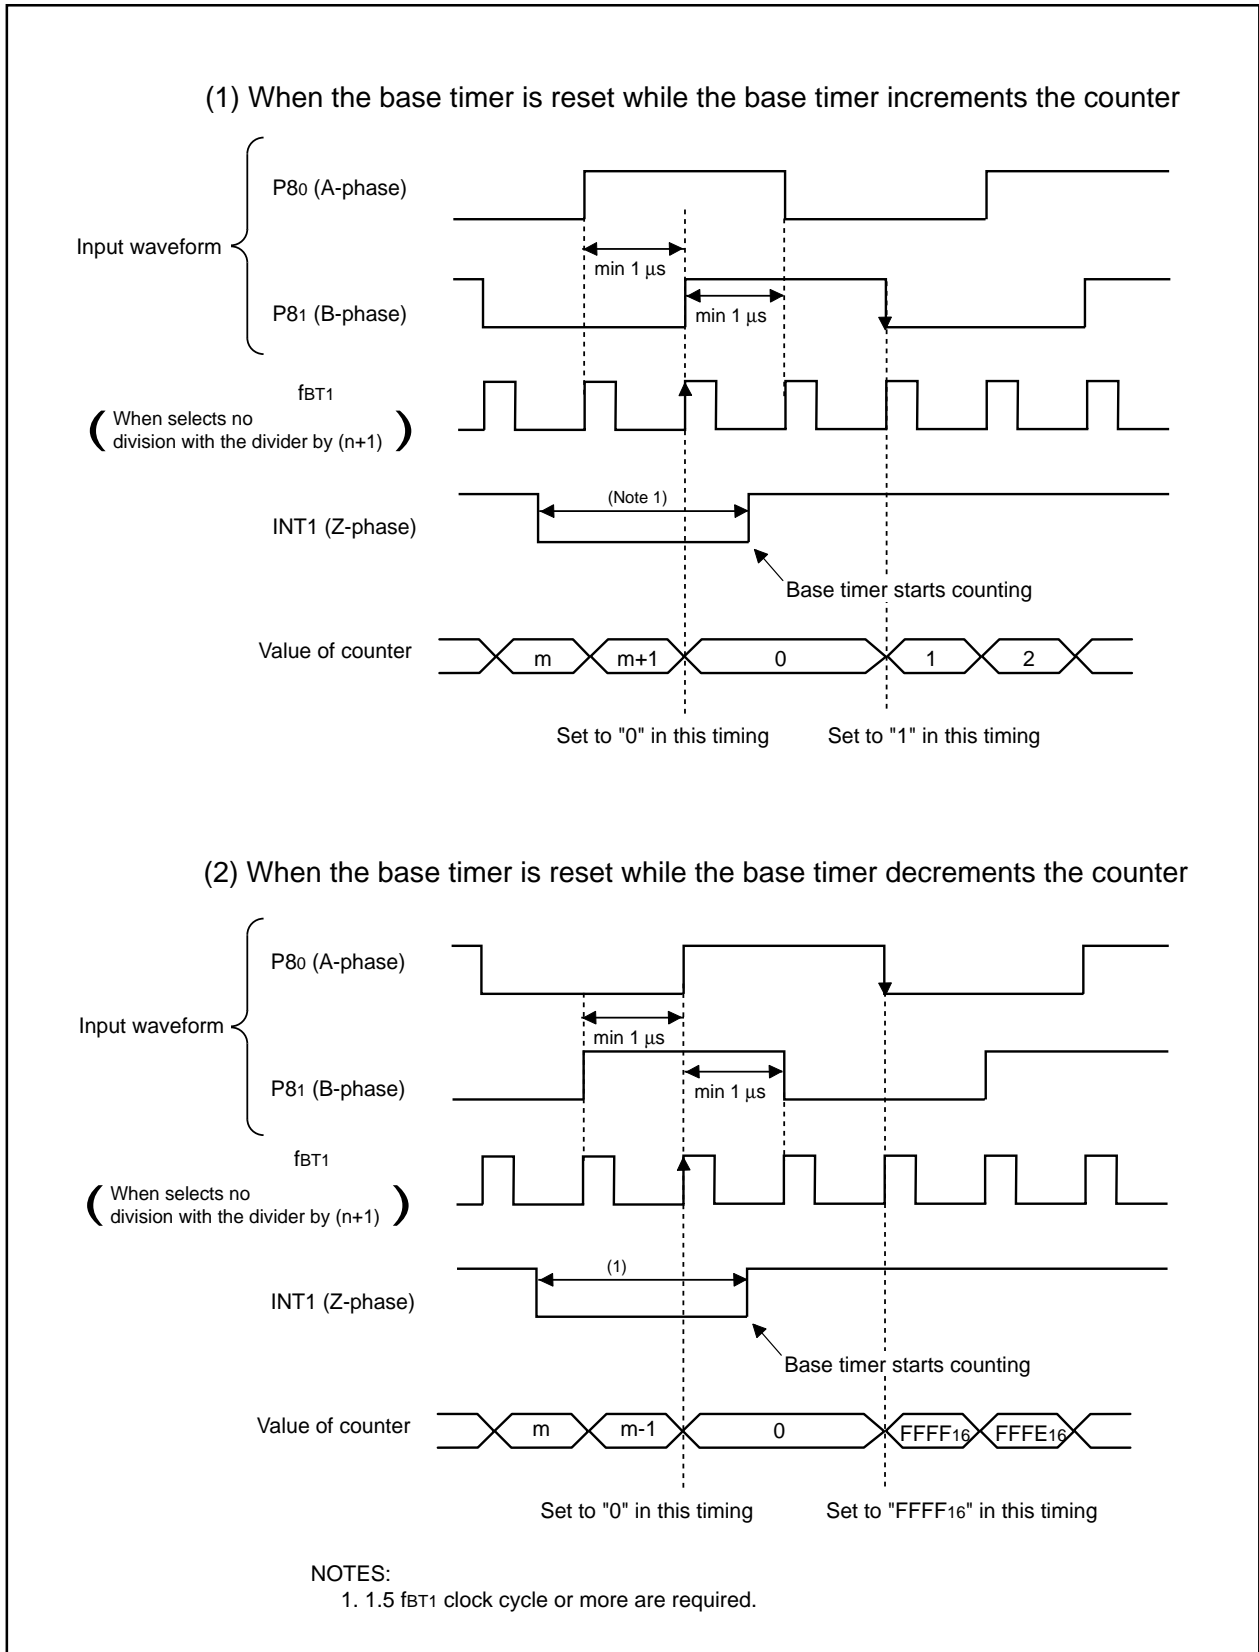 (1) When the base timer is reset while the base timer increments the counter
P80 (A-phase)
Input waveform
min 1 μs
P81 (B-phase)
min 1 μs
fBT1
(When selects no
division with the divider by (n+1))
(Note 1)
INT1 (Z-phase)
Base timer starts counting
Value of counter
m
m+1
0
1
2
Set to "0" in this timing
Set to "1" in this timing
(2) When the base timer is reset while the base timer decrements the counter
P80 (A-phase)
Input waveform
min 1 μs
P81 (B-phase)
min 1 μs
fBT1
(When selects no
division with the divider by (n+1))
(1)
INT1 (Z-phase)
Base timer starts counting
Value of counter
m
m-1
0
FFFF16
FFFE16
Set to "0" in this timing
Set to "FFFF16" in this timing
NOTES:
1. 1.5 fBT1 clock cycle or more are required.